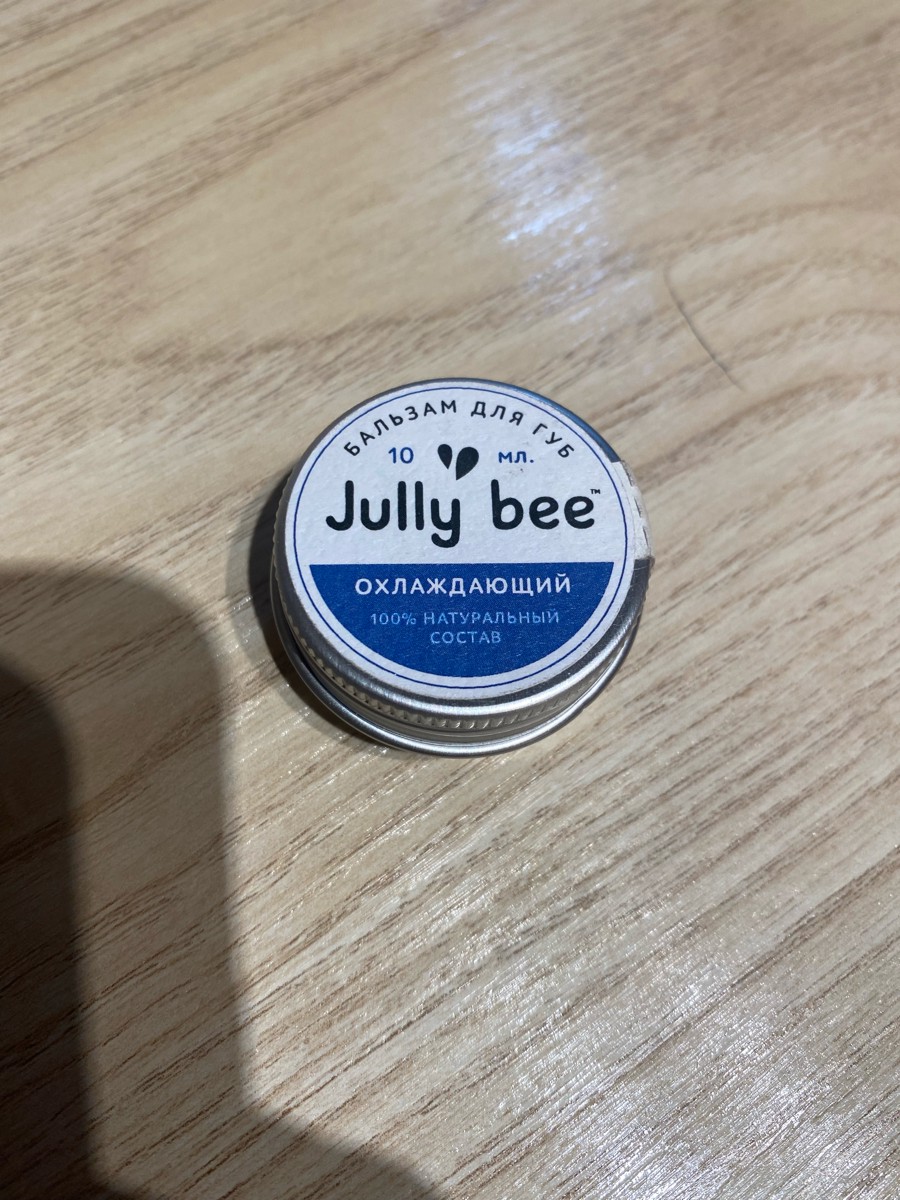 БАЛЬЗАМ ДЛЯ ГУБ
10 мл.
Jully bee™
ОХЛАЖДАЮЩИЙ
100% НАТУРАЛЬНЫЙ
СОСТАВ